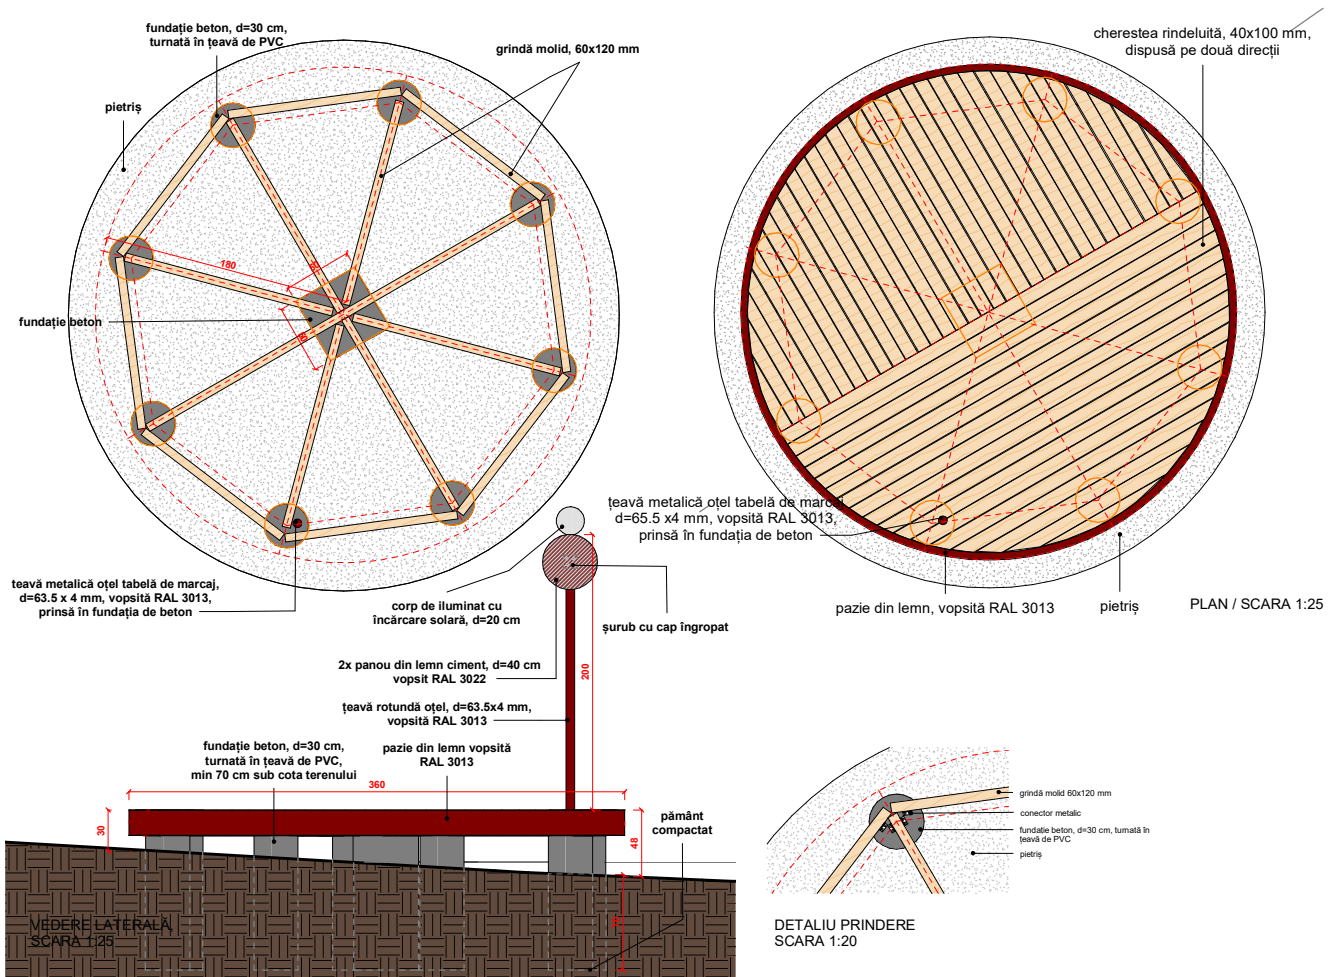 fundație beton, d=30 cm,
turnată în țeavă de PVC
grindă molid, 60x120 mm
pietriș
180
60
60
fundație beton
teavă metalică oțel tabelă de marcaj,
d=63.5 x 4 mm, vopsită RAL 3013,
prinsă în fundația de beton
cherestea rindeluită, 40x100 mm,
dispusă pe două direcții
țeavă metalică oțel tabelă de marcaj
d=65.5 x4 mm, vopsită RAL 3013,
prinsă în fundația de beton
pazie din lemn, vopsită RAL 3013
pietriș
PLAN / SCARA 1:25
corp de iluminat cu
încărcare solară, d=20 cm
șurub cu cap îngropat
2x panou din lemn ciment, d=40 cm
vopsit RAL 3022
200
țeavă rotundă oțel, d=63.5x4 mm,
vopsită RAL 3013
fundație beton, d=30 cm,
turnată în țeavă de PVC,
min 70 cm sub cota terenului
pazie din lemn vopsită
RAL 3013
360
30
48
pământ
compactat
VEDERE LATERALĂ
SCARA 1:25
grindă molid 60x120 mm
conector metalic
fundație beton, d=30 cm, turnată în
țeavă de PVC
pietriș
DETALIU PRINDERE
SCARA 1:20